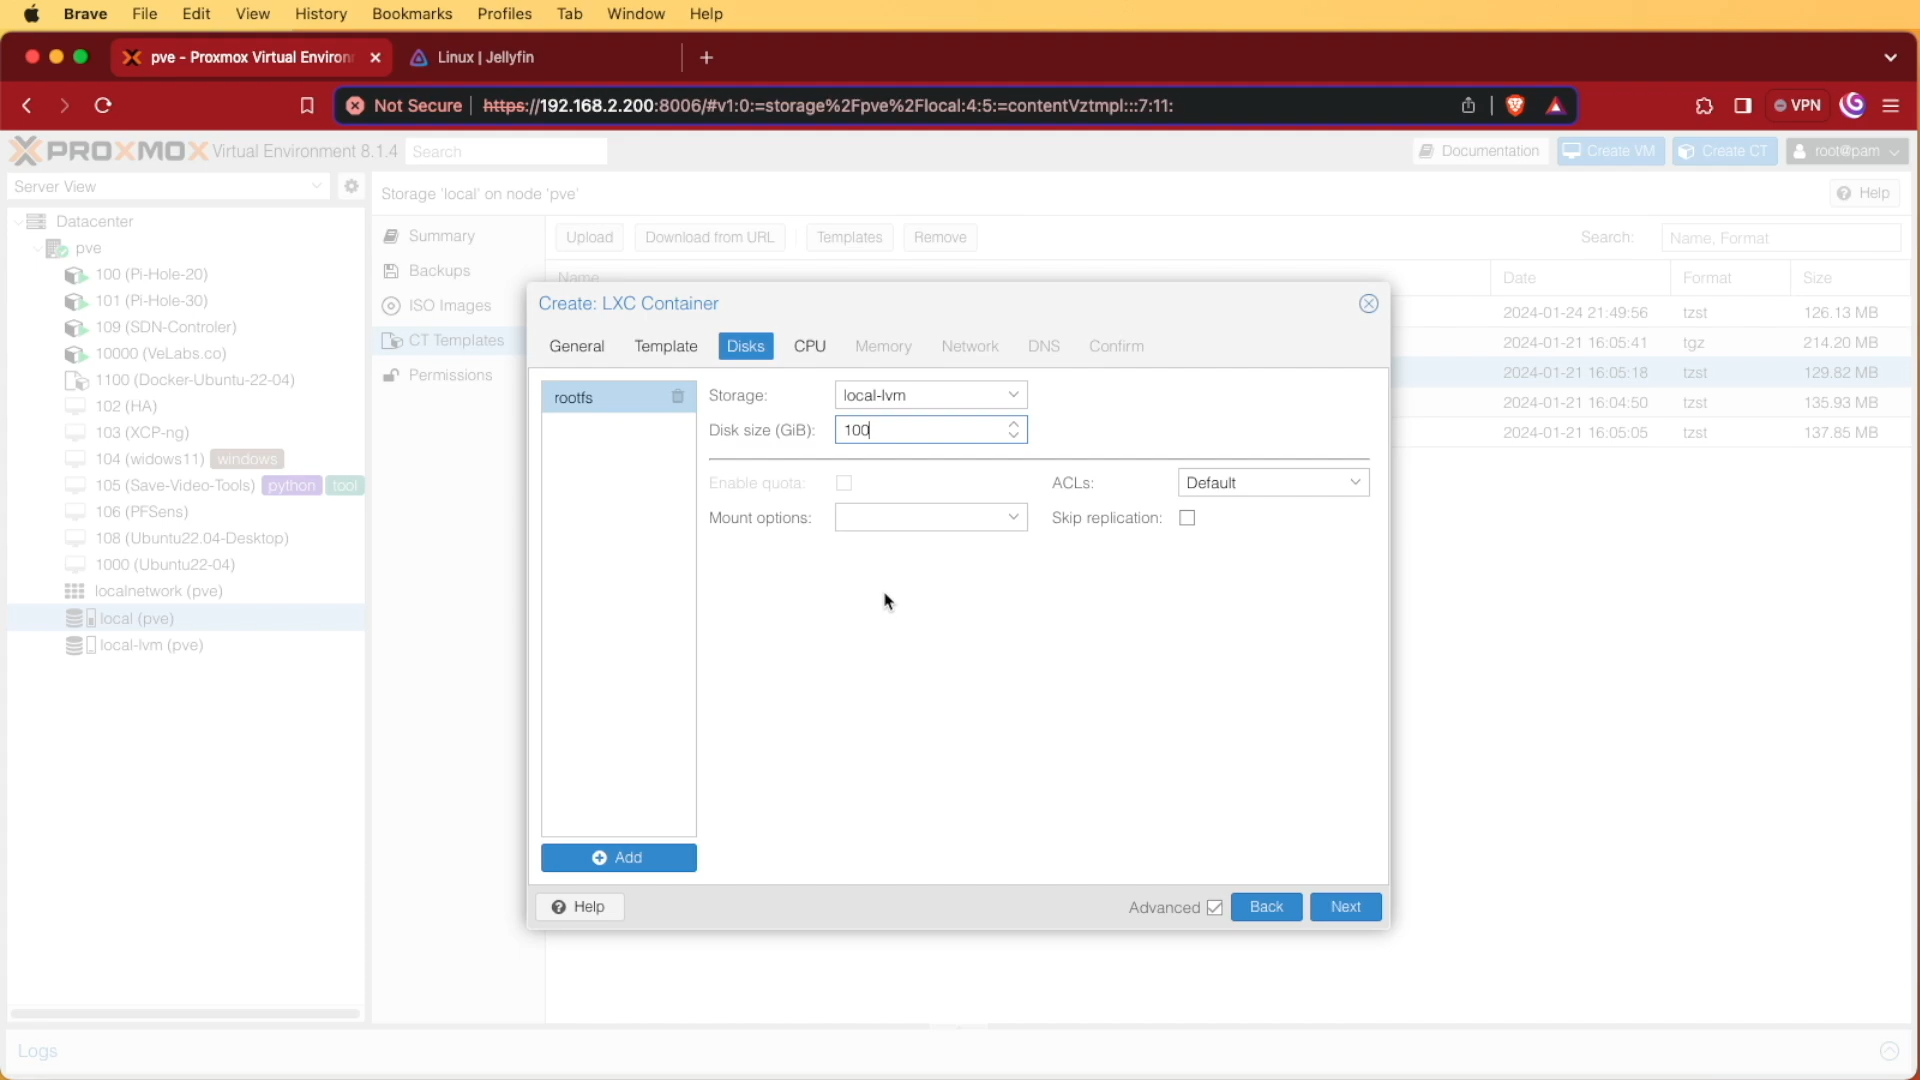 Brave File Edit View History Bookmarks Profiles Tab Window Help
pve - Proxmox Virtual Environ
Linux | Jellyfin
Not Secure https://192.168.2.200:8006/#v1:0:=storage%2Fpve%2Flocal:4:5:=contentVztmpl:::7:11:
VPN
PROXMOX Virtual Environment 8.1.4 Search
Documentation Create VM Create CT root@pam
Server View
Storage 'local' on node 'pve'
Help
Datacenter
pve
100 (Pi-Hole-20)
101 (Pi-Hole-30)
109 (SDN-Controler)
10000 (VeLabs.co)
1100 (Docker-Ubuntu-22-04)
102 (HA)
103 (XCP-ng)
104 (widows11) windows
105 (Save-Video-Tools) python tool
106 (PFSens)
108 (Ubuntu22.04-Desktop)
1000 (Ubuntu22-04)
localnetwork (pve)
local (pve)
local-lvm (pve)
Summary
Backups
ISO Images
CT Templates
Permissions
Upload Download from URL Templates Remove
Search: Name, Format
Name Date Format Size
2024-01-24 21:49:56 tzst 126.13 MB
2024-01-21 16:05:41 tgz 214.20 MB
2024-01-21 16:05:18 tzst 129.82 MB
2024-01-21 16:04:50 tzst 135.93 MB
2024-01-21 16:05:05 tzst 137.85 MB
Create: LXC Container
General Template Disks CPU Memory Network DNS Confirm
rootfs
Storage: local-lvm
Disk size (GiB): 100
Enable quota:
ACLs: Default
Mount options:
Skip replication:
Add
Help
Advanced Back Next
Logs